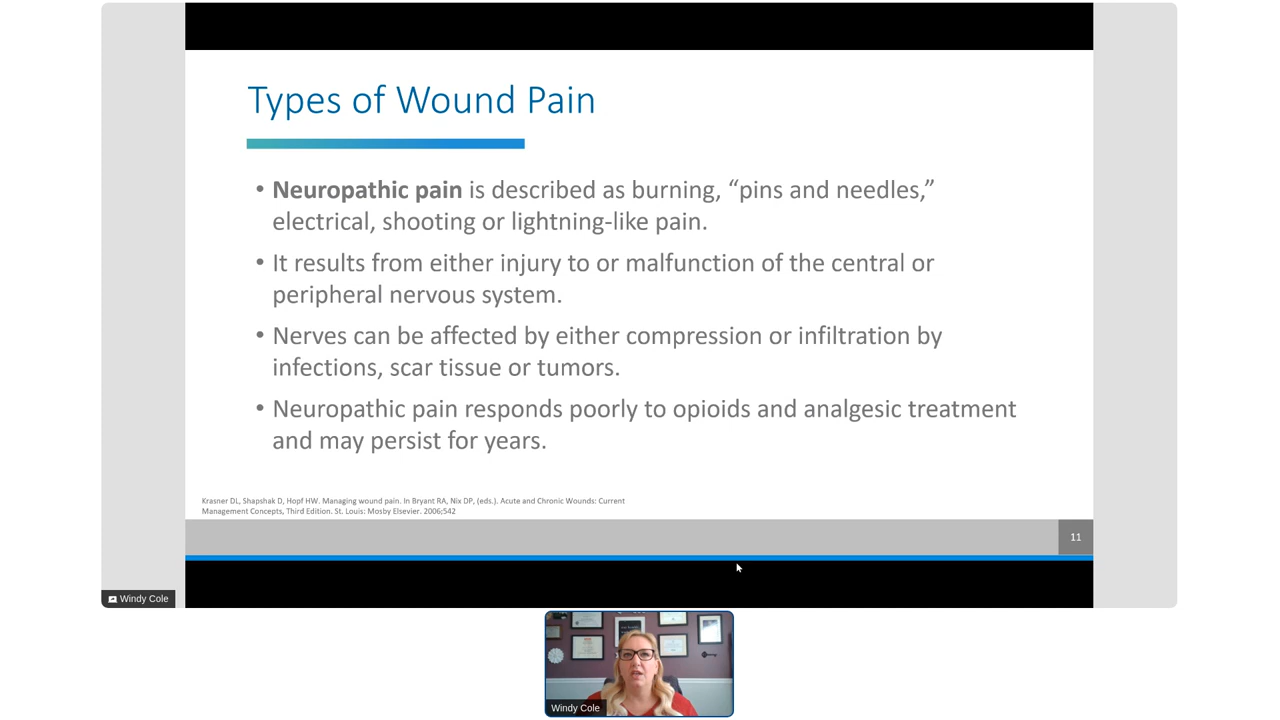 Types of Wound Pain
• Neuropathic pain is described as burning, “pins and needles,”
electrical, shooting or lightning-like pain.
• It results from either injury to or malfunction of the central or
peripheral nervous system.
• Nerves can be affected by either compression or infiltration by
infections, scar tissue or tumors.
• Neuropathic pain responds poorly to opioids and analgesic treatment
and may persist for years.
Krasner DL, Shapshak D, Hopf HW. Managing wound pain. In Bryant RA, Nix DP, (eds.). Acute and Chronic Wounds: Current
Management Concepts, Third Edition. St. Louis: Mosby Elsevier. 2006;542
11
Windy Cole
Windy Cole